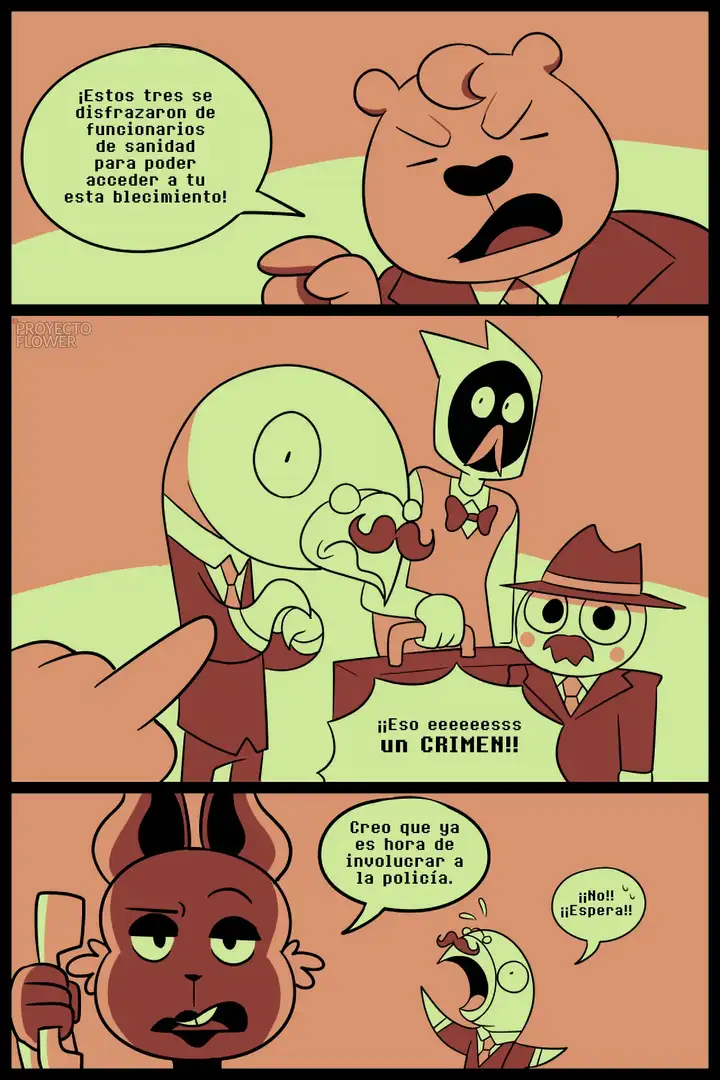 ¡Estos tres se
disfrazaron de
funcionarios
de sanidad
para poder
acceder a tu
esta blecimiento!
PROYECTO
FLOWER
¡¡Eso eeeeeesss
un CRIMEN!!
Creo que ya
es hora de
involucrar a
la policía.
¡¡No!!
¡¡Espera!!